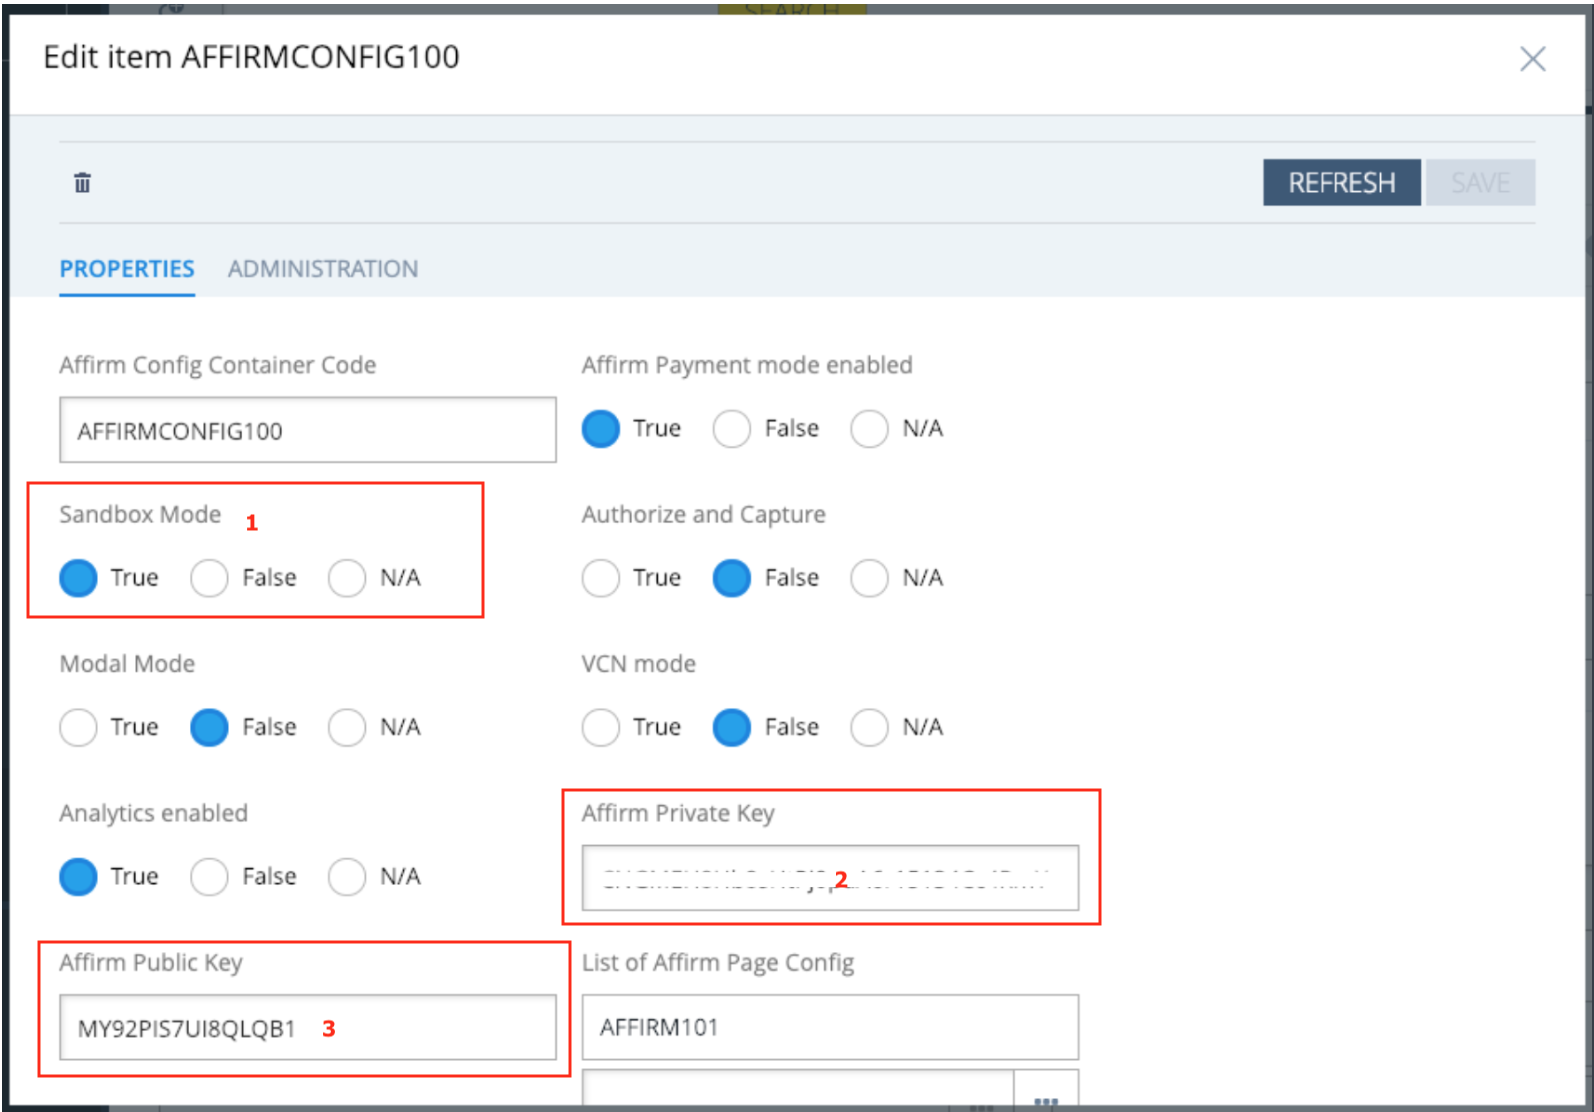 SEARCH
Edit item AFFIRMCONFIG100
REFRESH SAVE
PROPERTIES ADMINISTRATION
Affirm Config Container Code
AFFIRMCONFIG100
Affirm Payment mode enabled
True False N/A
Sandbox Mode 1
True False N/A
Authorize and Capture
True False N/A
Modal Mode
True False N/A
VCN mode
True False N/A
Analytics enabled
True False N/A
Affirm Private Key
2
Affirm Public Key
MY92PIS7UI8QLQB1 3
List of Affirm Page Config
AFFIRM101